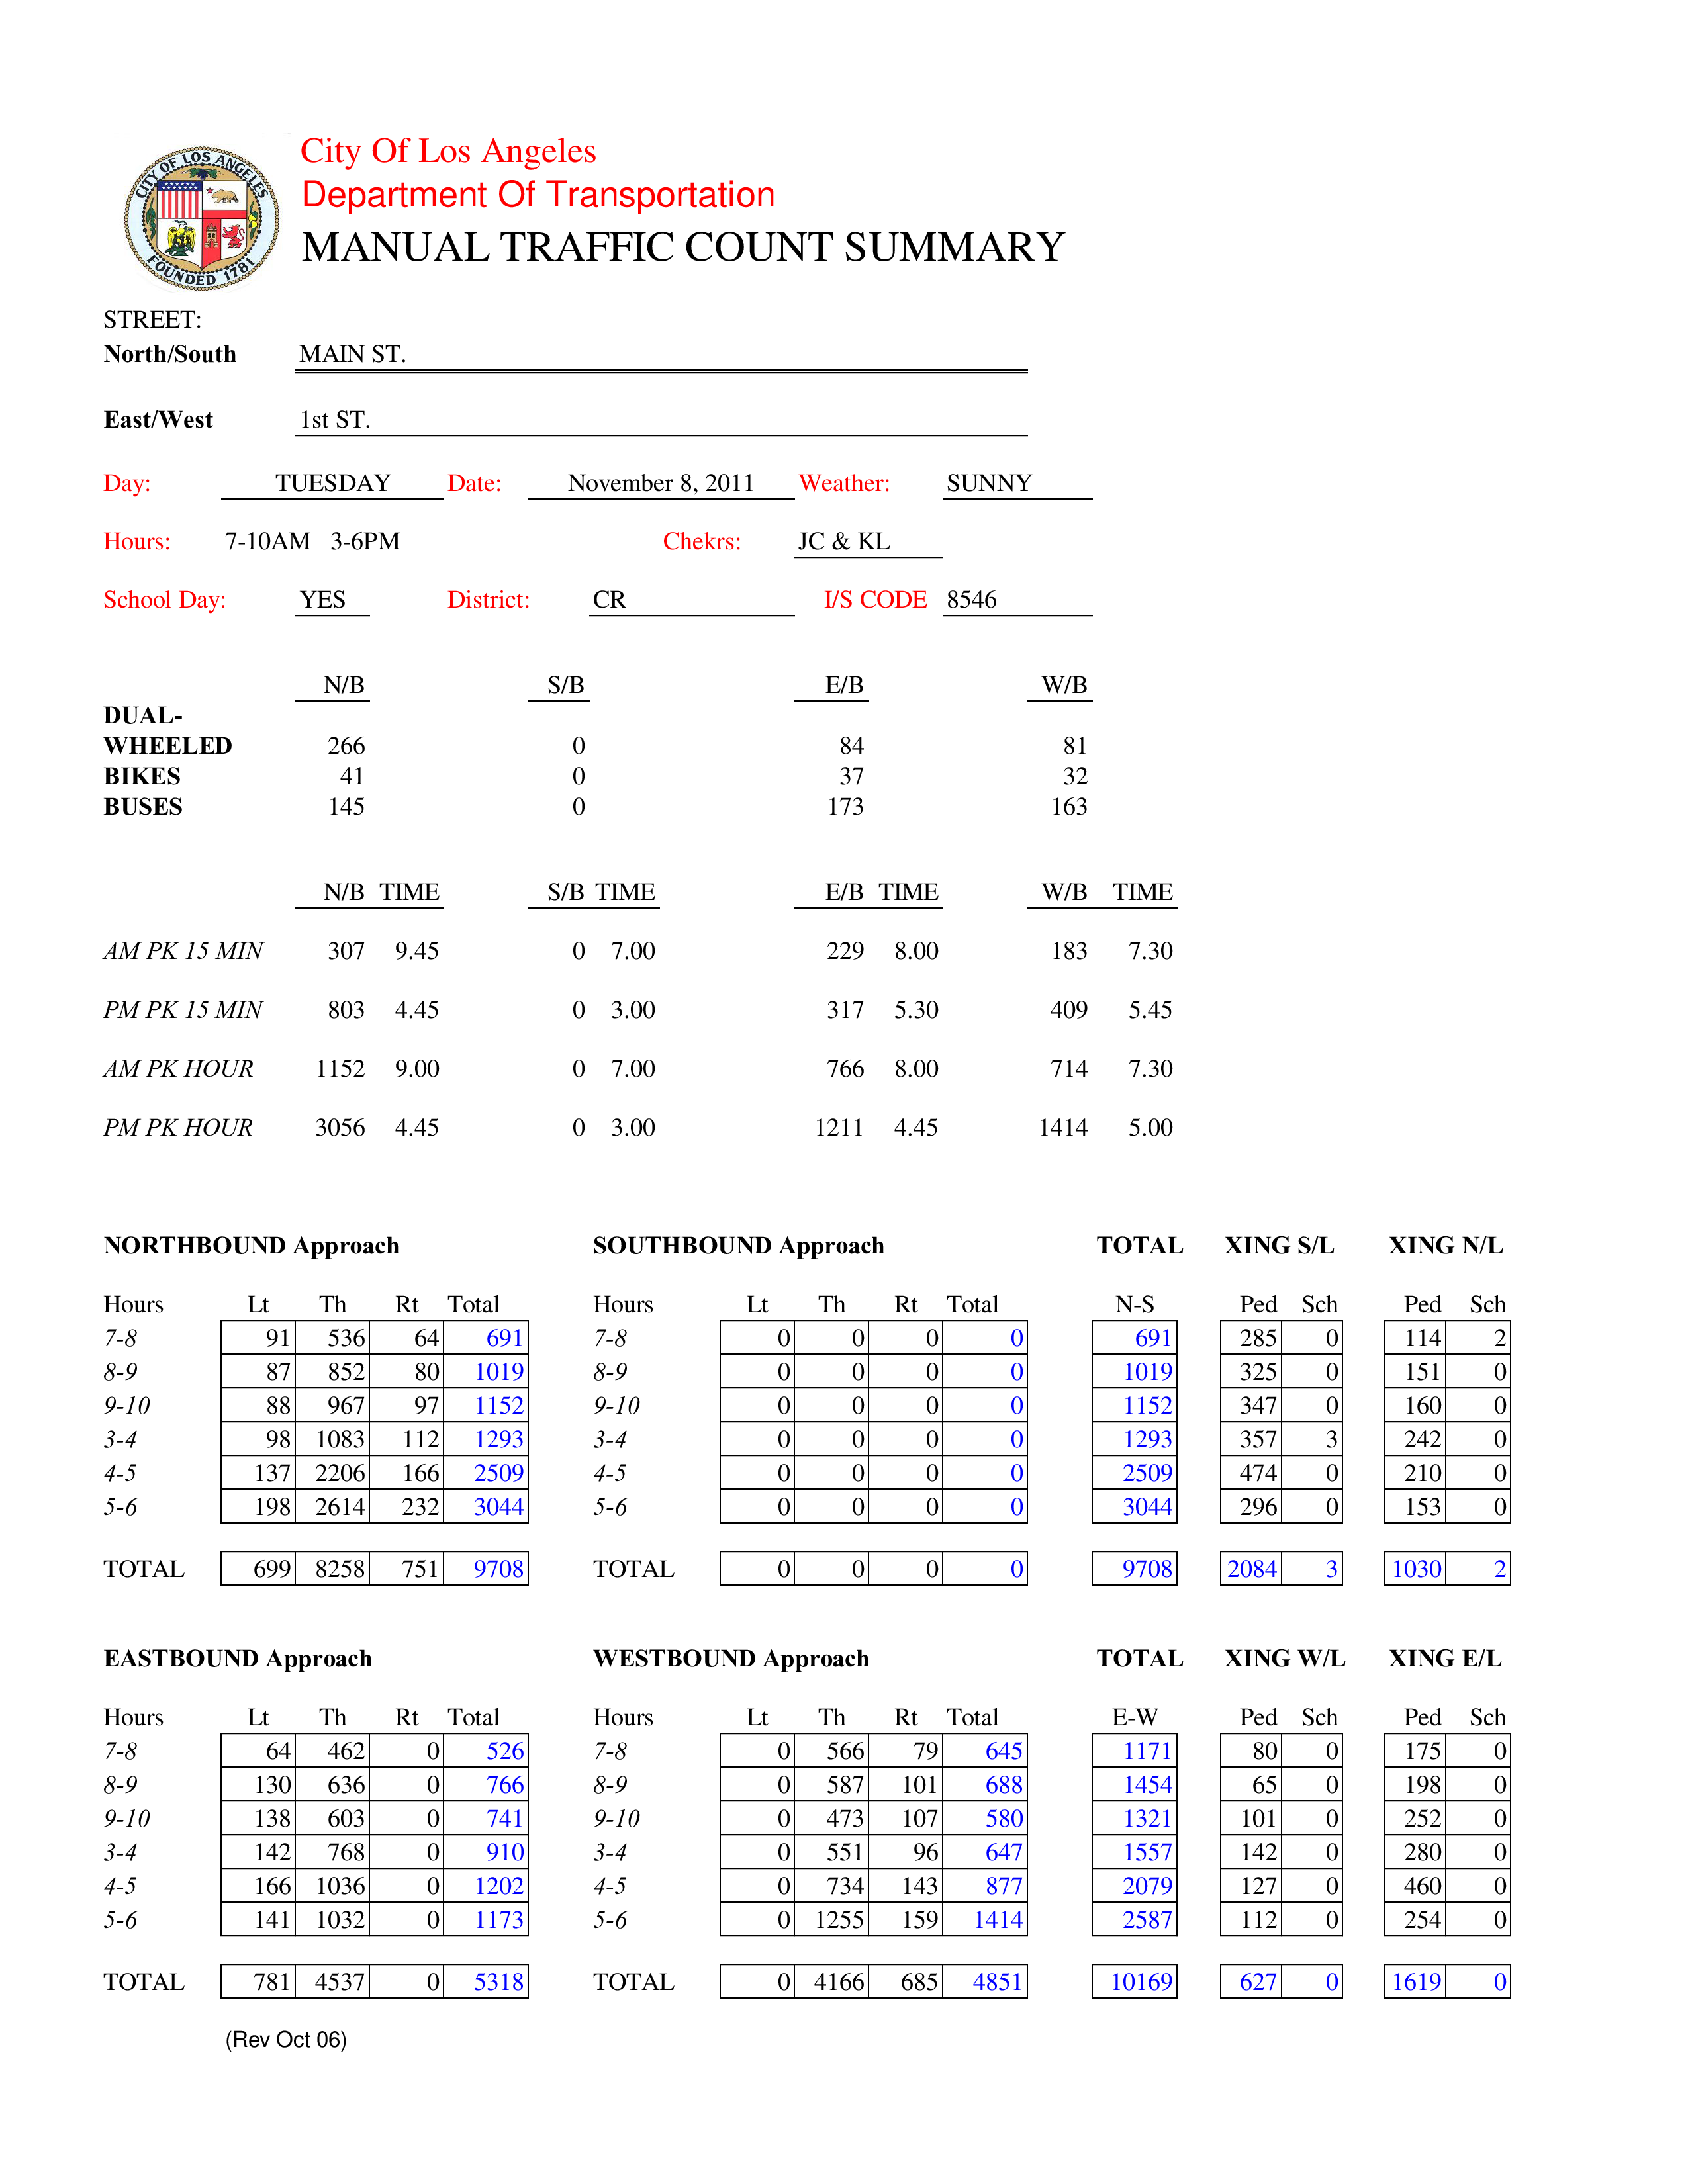 CITY OF LOS ANGELES
FOUNDED 1781
City Of Los Angeles
Department Of Transportation
MANUAL TRAFFIC COUNT SUMMARY
STREET:
North/South MAIN ST.
East/West 1st ST.
Day: TUESDAY Date: November 8, 2011 Weather: SUNNY
Hours: 7-10AM 3-6PM Chekrs: JC & KL
School Day: YES District: CR I/S CODE 8546
N/B S/B E/B W/B
DUAL-
WHEELED 266 0 84 81
BIKES 41 0 37 32
BUSES 145 0 173 163
N/B TIME S/B TIME E/B TIME W/B TIME
AM PK 15 MIN 307 9.45 0 7.00 229 8.00 183 7.30
PM PK 15 MIN 803 4.45 0 3.00 317 5.30 409 5.45
AM PK HOUR 1152 9.00 0 7.00 766 8.00 714 7.30
PM PK HOUR 3056 4.45 0 3.00 1211 4.45 1414 5.00
NORTHBOUND Approach SOUTHBOUND Approach TOTAL XING S/L XING N/L
Hours Lt Th Rt Total Hours Lt Th Rt Total N-S Ped Sch Ped Sch
7-8 91 536 64 691 7-8 0 0 0 0 691 285 0 114 2
8-9 87 852 80 1019 8-9 0 0 0 0 1019 325 0 151 0
9-10 88 967 97 1152 9-10 0 0 0 0 1152 347 0 160 0
3-4 98 1083 112 1293 3-4 0 0 0 0 1293 357 3 242 0
4-5 137 2206 166 2509 4-5 0 0 0 0 2509 474 0 210 0
5-6 198 2614 232 3044 5-6 0 0 0 0 3044 296 0 153 0
TOTAL 699 8258 751 9708 TOTAL 0 0 0 0 9708 2084 3 1030 2
EASTBOUND Approach WESTBOUND Approach TOTAL XING W/L XING E/L
Hours Lt Th Rt Total Hours Lt Th Rt Total E-W Ped Sch Ped Sch
7-8 64 462 0 526 7-8 0 566 79 645 1171 80 0 175 0
8-9 130 636 0 766 8-9 0 587 101 688 1454 65 0 198 0
9-10 138 603 0 741 9-10 0 473 107 580 1321 101 0 252 0
3-4 142 768 0 910 3-4 0 551 96 647 1557 142 0 280 0
4-5 166 1036 0 1202 4-5 0 734 143 877 2079 127 0 460 0
5-6 141 1032 0 1173 5-6 0 1255 159 1414 2587 112 0 254 0
TOTAL 781 4537 0 5318 TOTAL 0 4166 685 4851 10169 627 0 1619 0
(Rev Oct 06)